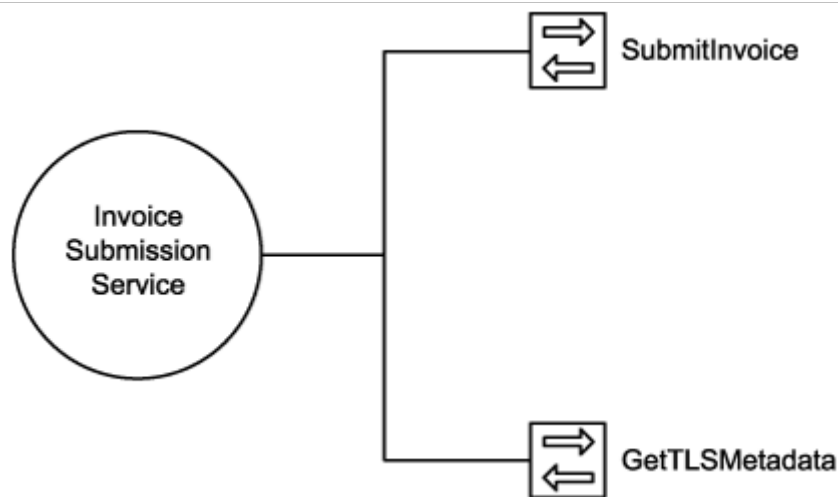 SubmitInvoice
Invoice
Submission
Service
GetTLSMetadata